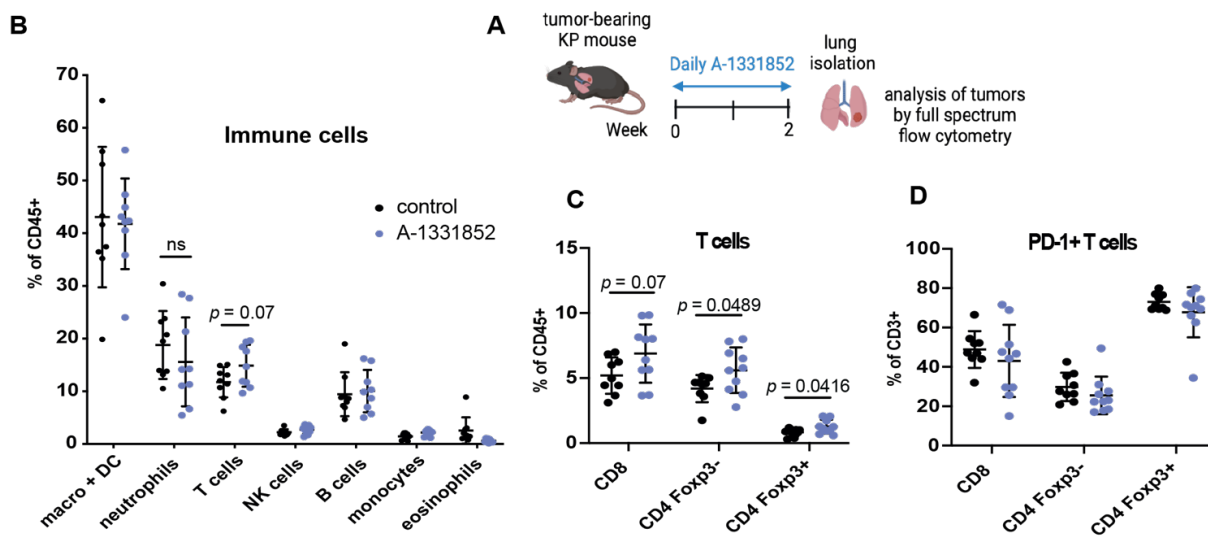 A
tumor-bearing
KP mouse
Daily A-1331852
Week
0
2
lung
isolation
analysis of tumors
by full spectrum
flow cytometry
B
Immune cells
control
A-1331852
% of CD45+
70
60
50
40
30
20
10
0
ns
p = 0.07
macro + DC
neutrophils
T cells
NK cells
B cells
monocytes
eosinophils
C
T cells
% of CD45+
15
10
5
0
p = 0.07
p = 0.0489
p = 0.0416
CD8
CD4 Foxp3-
CD4 Foxp3+
D
PD-1+ T cells
% of CD3+
100
80
60
40
20
0
CD8
CD4 Foxp3-
CD4 Foxp3+